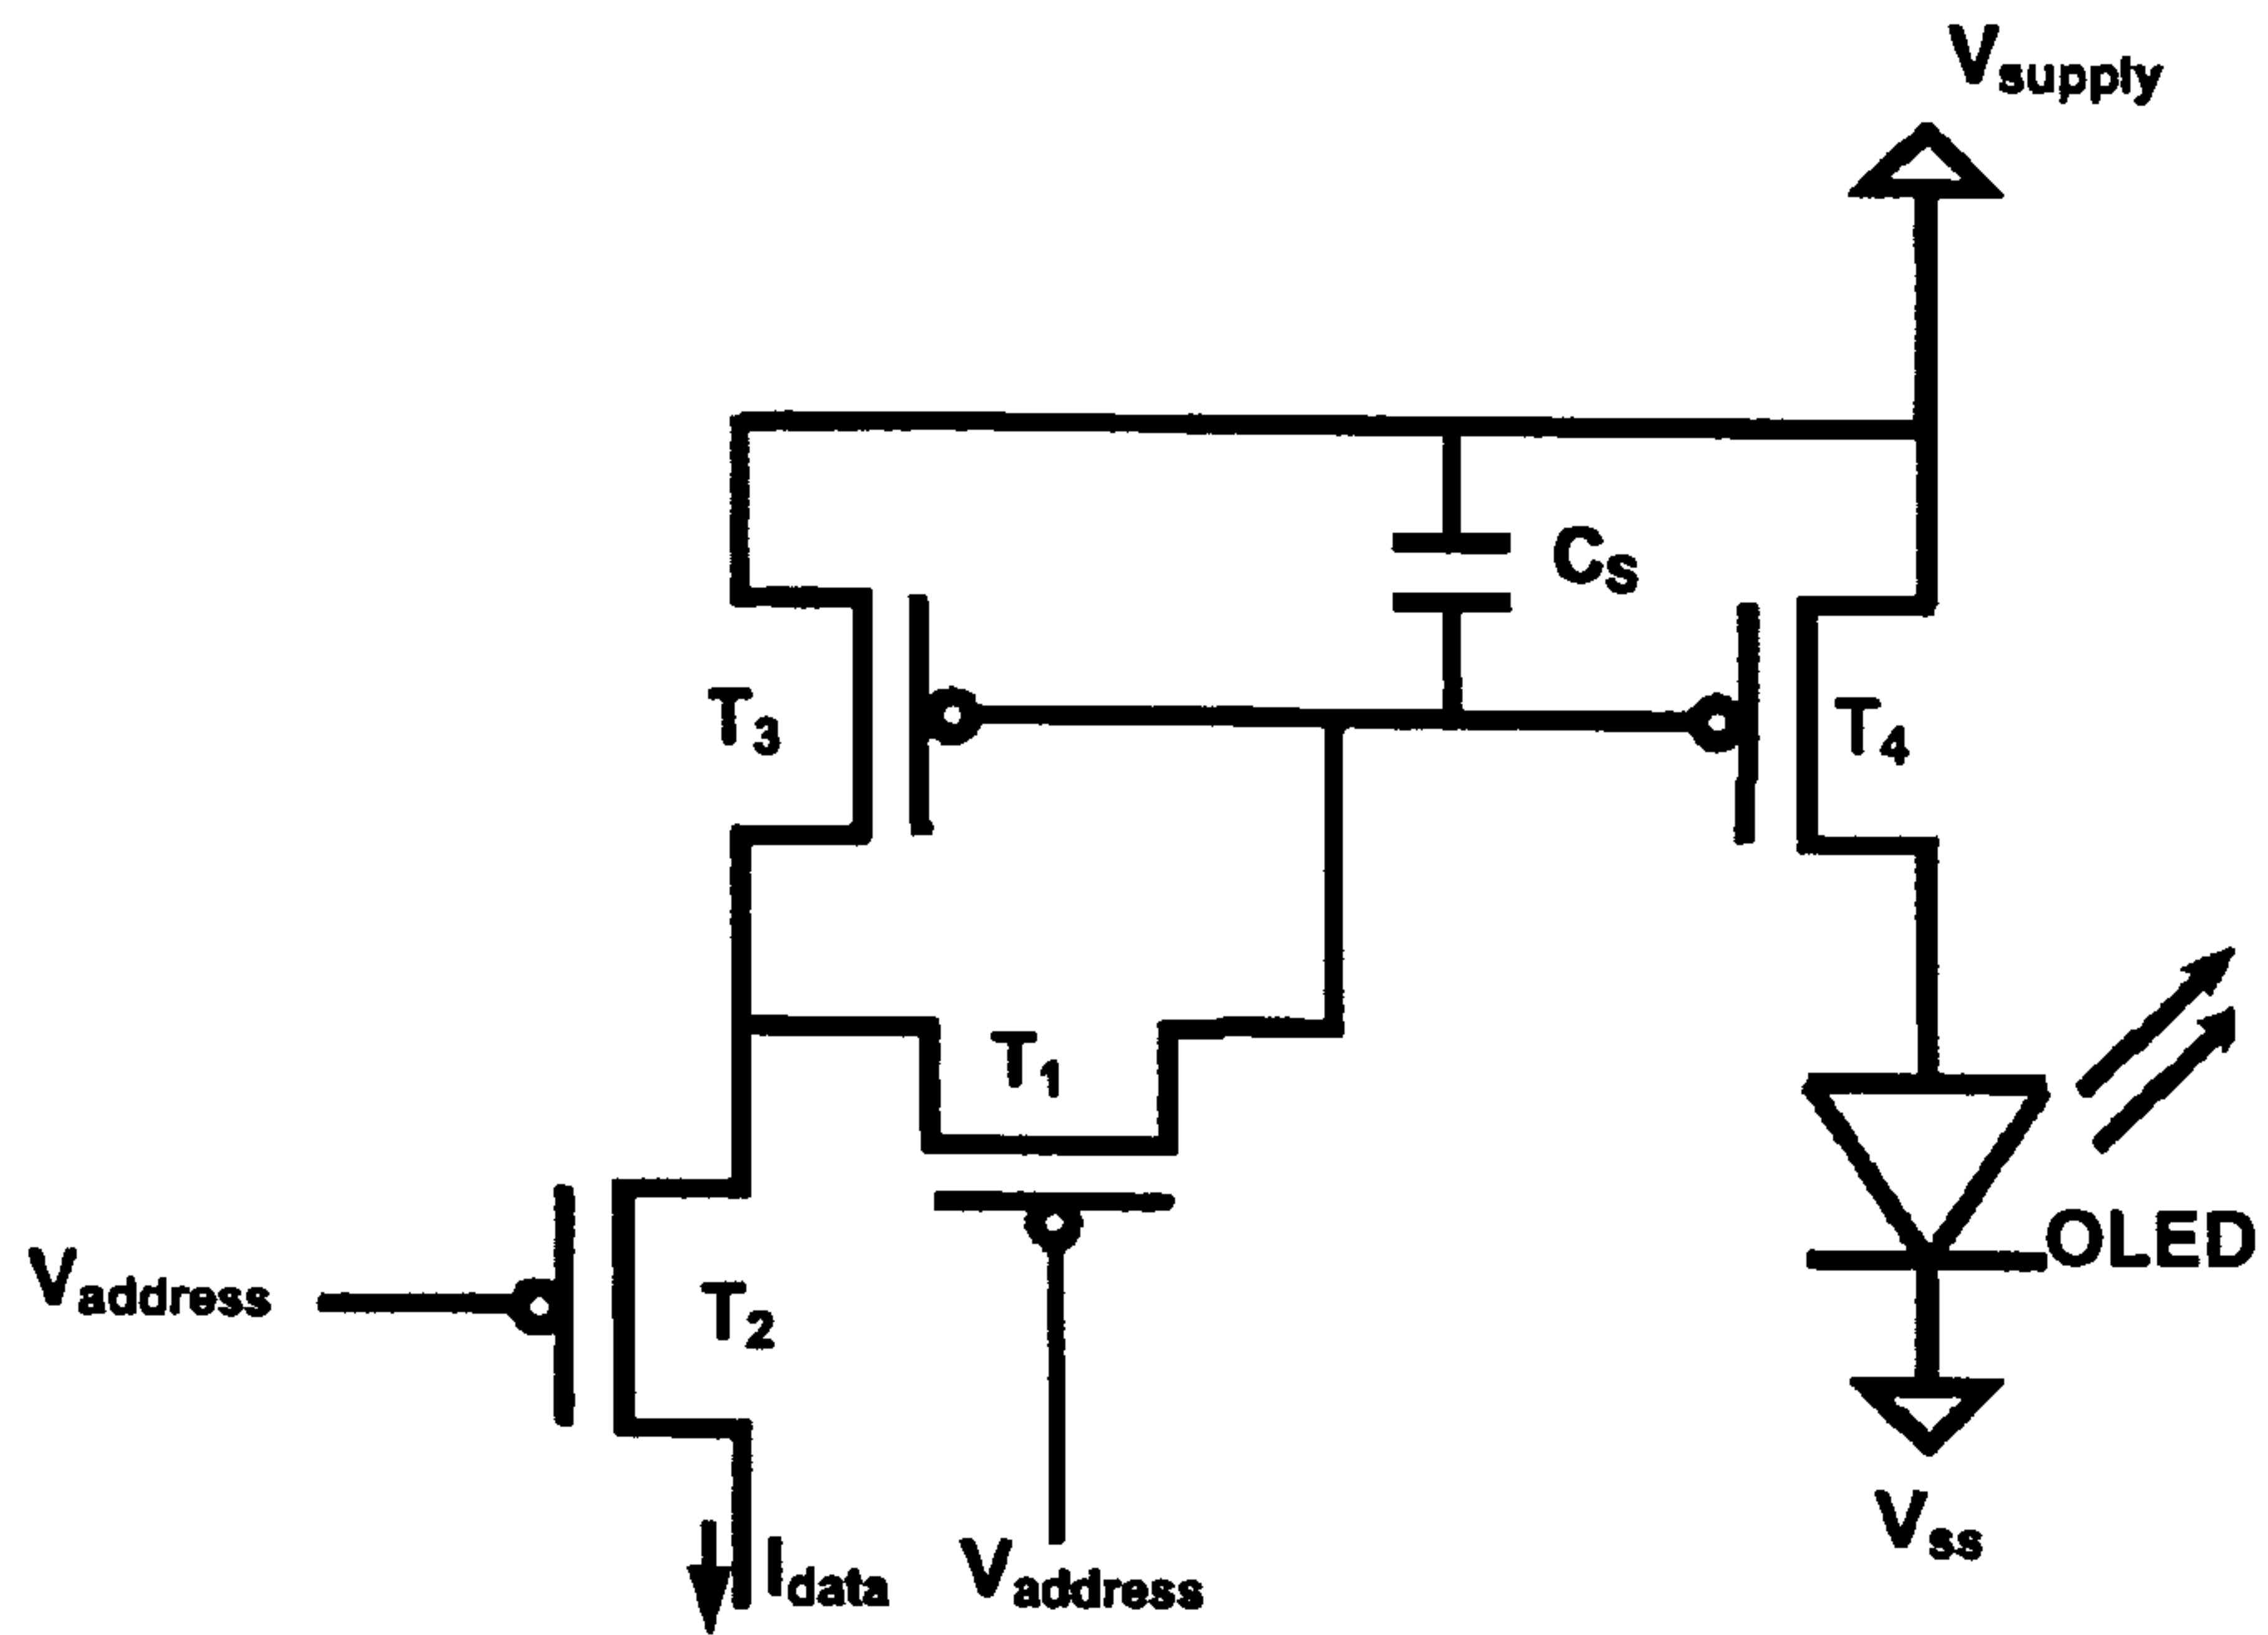 Vsupply
CS
T3
T4
T1
OLED
Vaddress
T2
Vss
Idata
Vaddress